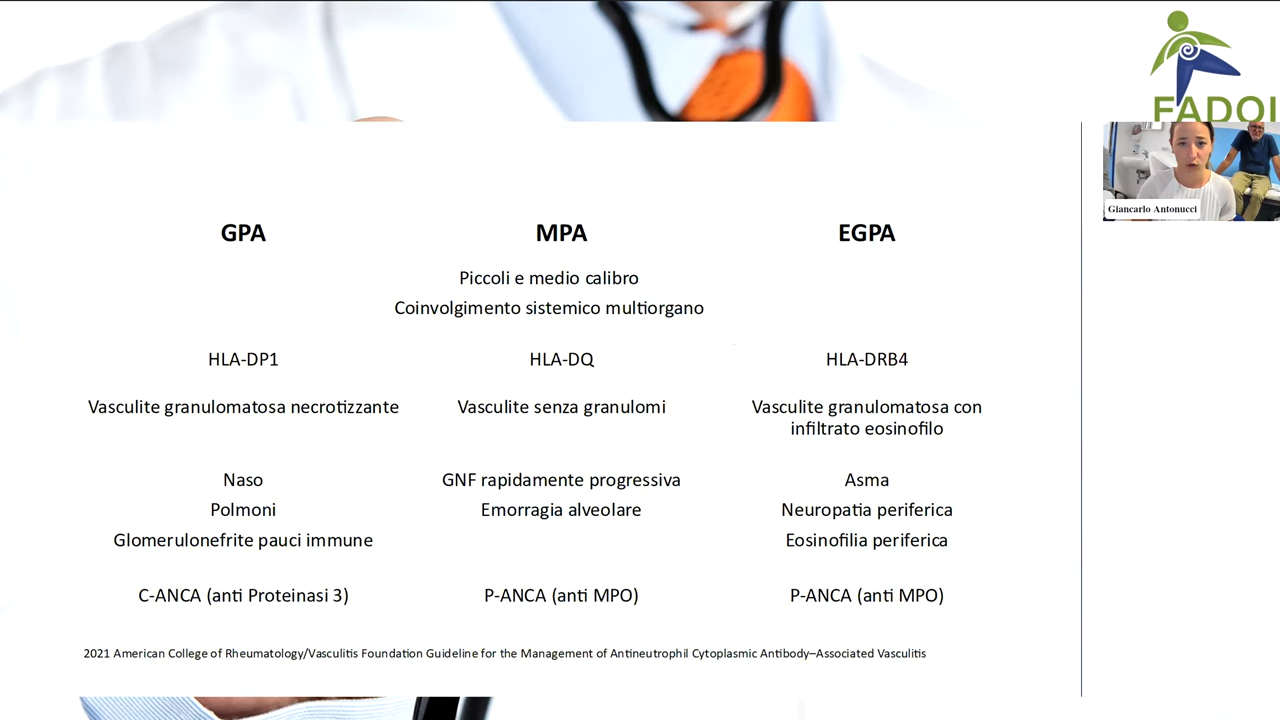 FADOI
Giancarlo Antonucci
GPA
MPA
EGPA
Piccoli e medio calibro
Coinvolgimento sistemico multiorgano
HLA-DP1
HLA-DQ
HLA-DRB4
Vasculite granulomatosa necrotizzante
Vasculite senza granulomi
Vasculite granulomatosa con
infiltrato eosinofilo
Naso
GNF rapidamente progressiva
Asma
Polmoni
Emorragia alveolare
Neuropatia periferica
Glomerulonefrite pauci immune
Eosinofilia periferica
C-ANCA (anti Proteinasi 3)
P-ANCA (anti MPO)
P-ANCA (anti MPO)
2021 American College of Rheumatology/Vasculitis Foundation Guideline for the Management of Antineutrophil Cytoplasmic Antibody–Associated Vasculitis